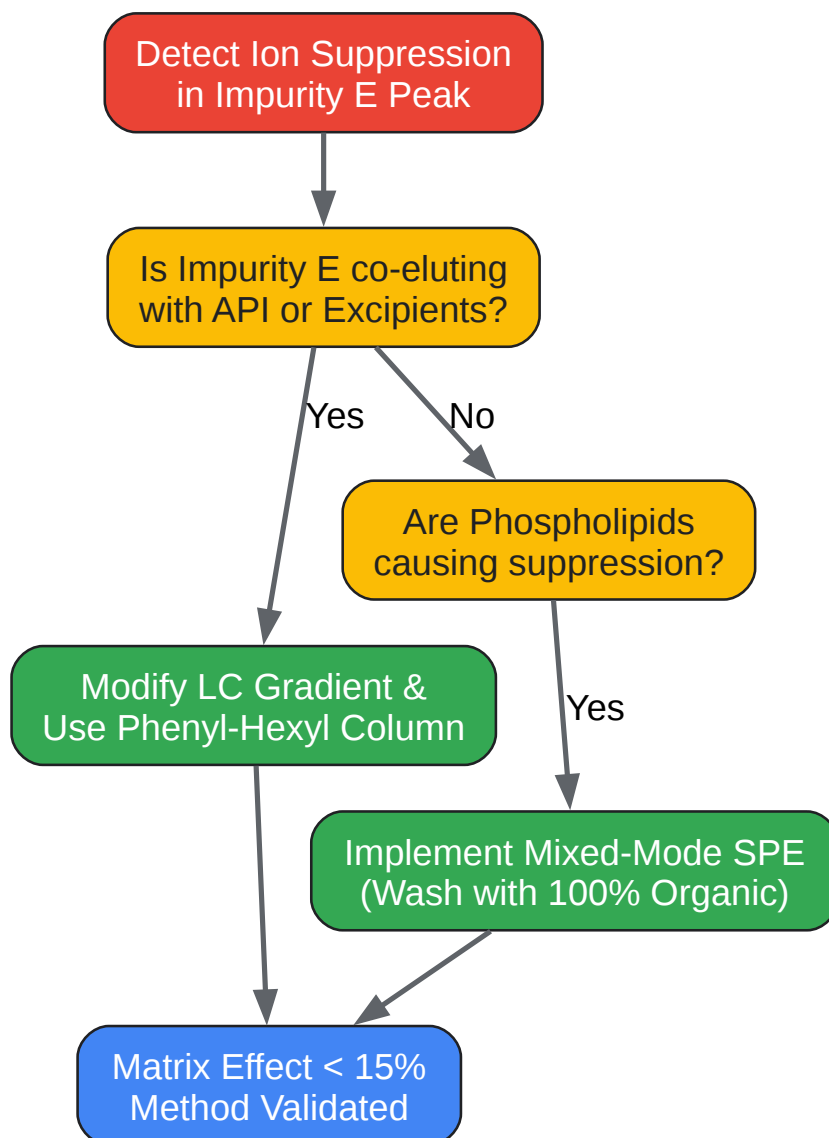 Detect Ion Suppression
in Impurity E Peak
Is Impurity E co-eluting
with API or Excipients?
Yes
No
Are Phospholipids
causing suppression?
Modify LC Gradient &
Use Phenyl-Hexyl Column
Yes
Implement Mixed-Mode SPE
(Wash with 100% Organic)
Matrix Effect < 15%
Method Validated